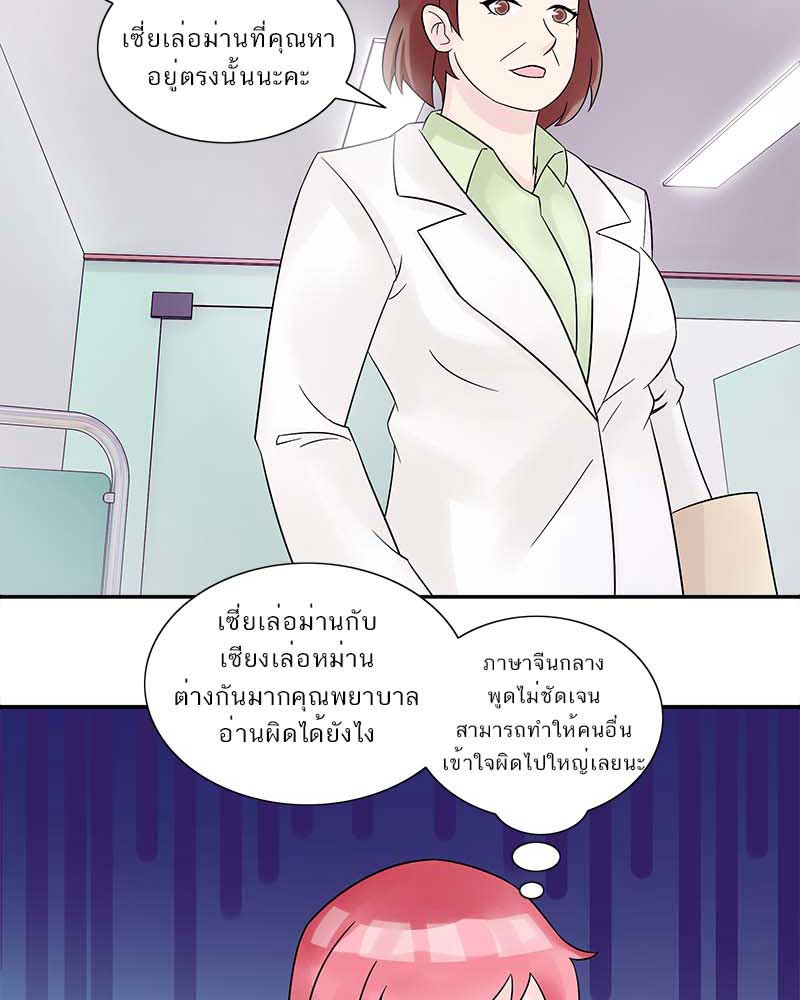 เซี่ยเล่อม่านที่คุณหา
อยู่ตรงนั้นนะคะ
เซี่ยเล่อม่านกับ
เซียงเล่อหม่าน
ต่างกันมากคุณพยาบาล
อ่านผิดได้ยังไง
ภาษาจีนกลาง
พูดไม่ชัดเจน
สามารถทำให้คนอื่น
เข้าใจผิดไปใหญ่เลยนะ